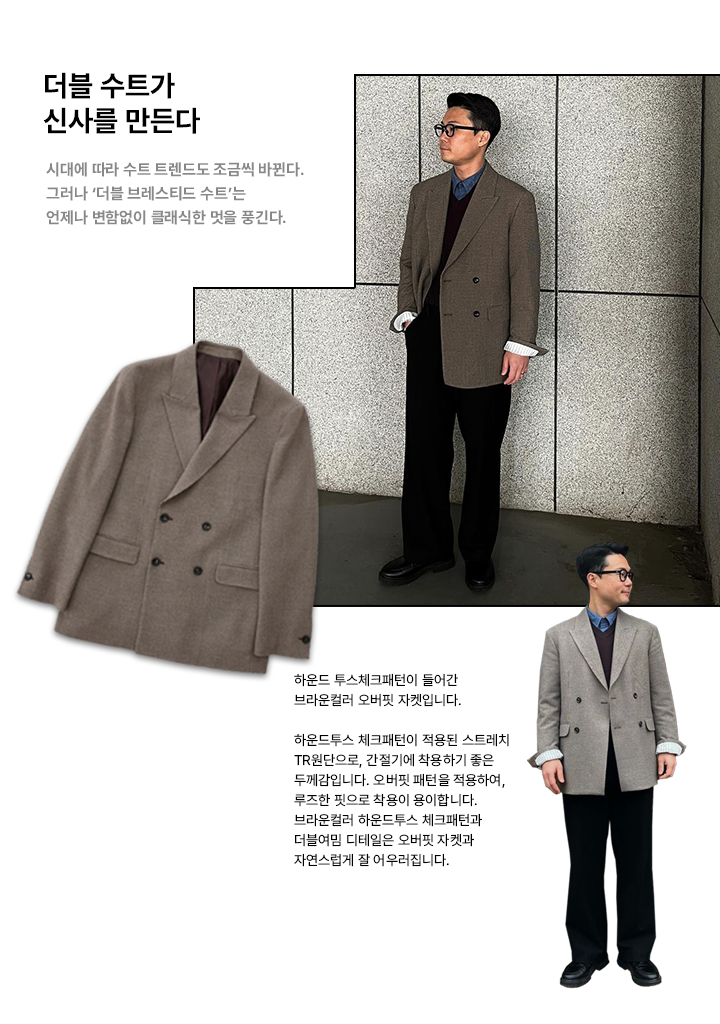 더블 수트가
신사를 만든다
시대에 따라 수트 트렌드도 조금씩 바뀐다.
그러나 ‘더블 브레스티드 수트’는
언제나 변함없이 클래식한 멋을 풍긴다.
하운드 투스체크패턴이 들어간
브라운컬러 오버핏 자켓입니다.
하운드투스 체크패턴이 적용된 스트레치
TR원단으로, 간절기에 착용하기 좋은
두께감입니다. 오버핏 패턴을 적용하여,
루즈한 핏으로 착용이 용이합니다.
브라운컬러 하운드투스 체크패턴과
더블여밈 디테일은 오버핏 자켓과
자연스럽게 잘 어우러집니다.